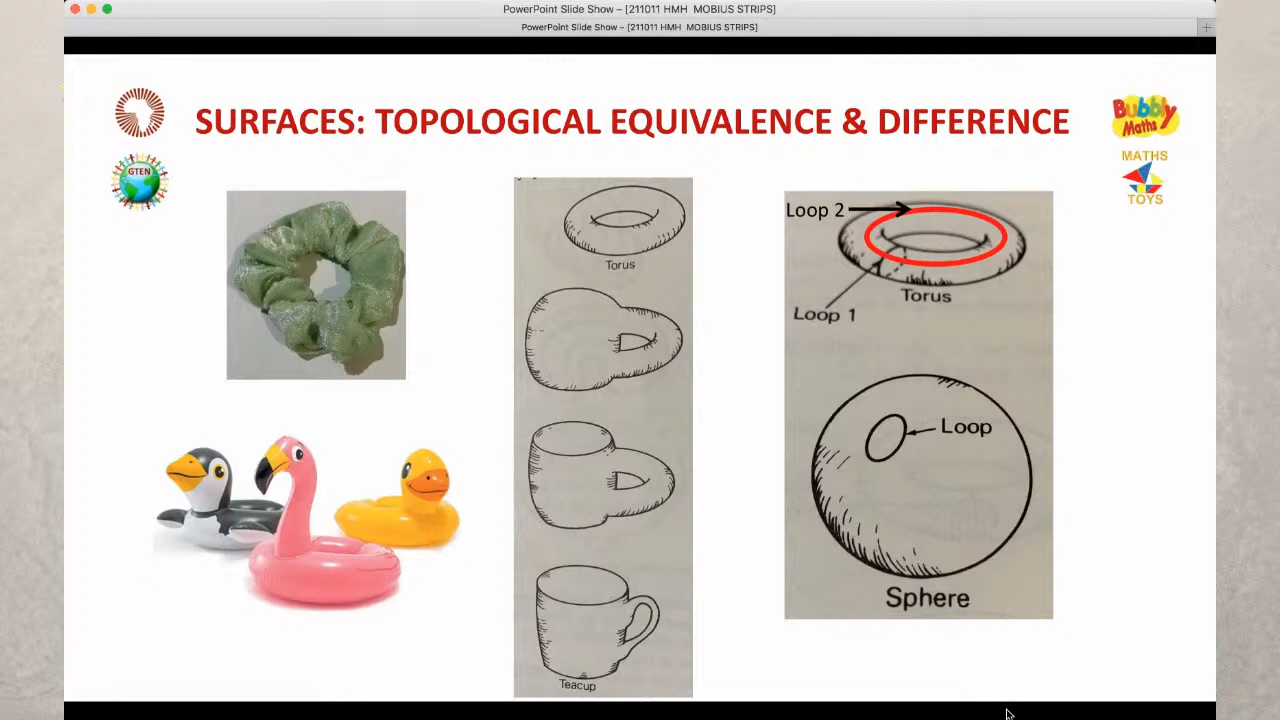 PowerPoint Slide Show – [211011 HMH  MOBIUS STRIPS]
PowerPoint Slide Show – [211011 HMH  MOBIUS STRIPS]
SURFACES: TOPOLOGICAL EQUIVALENCE & DIFFERENCE
GTEN
Bubbly
Maths
MATHS
TOYS
Torus
Teacup
Loop 2
Torus
Loop 1
Loop
Sphere